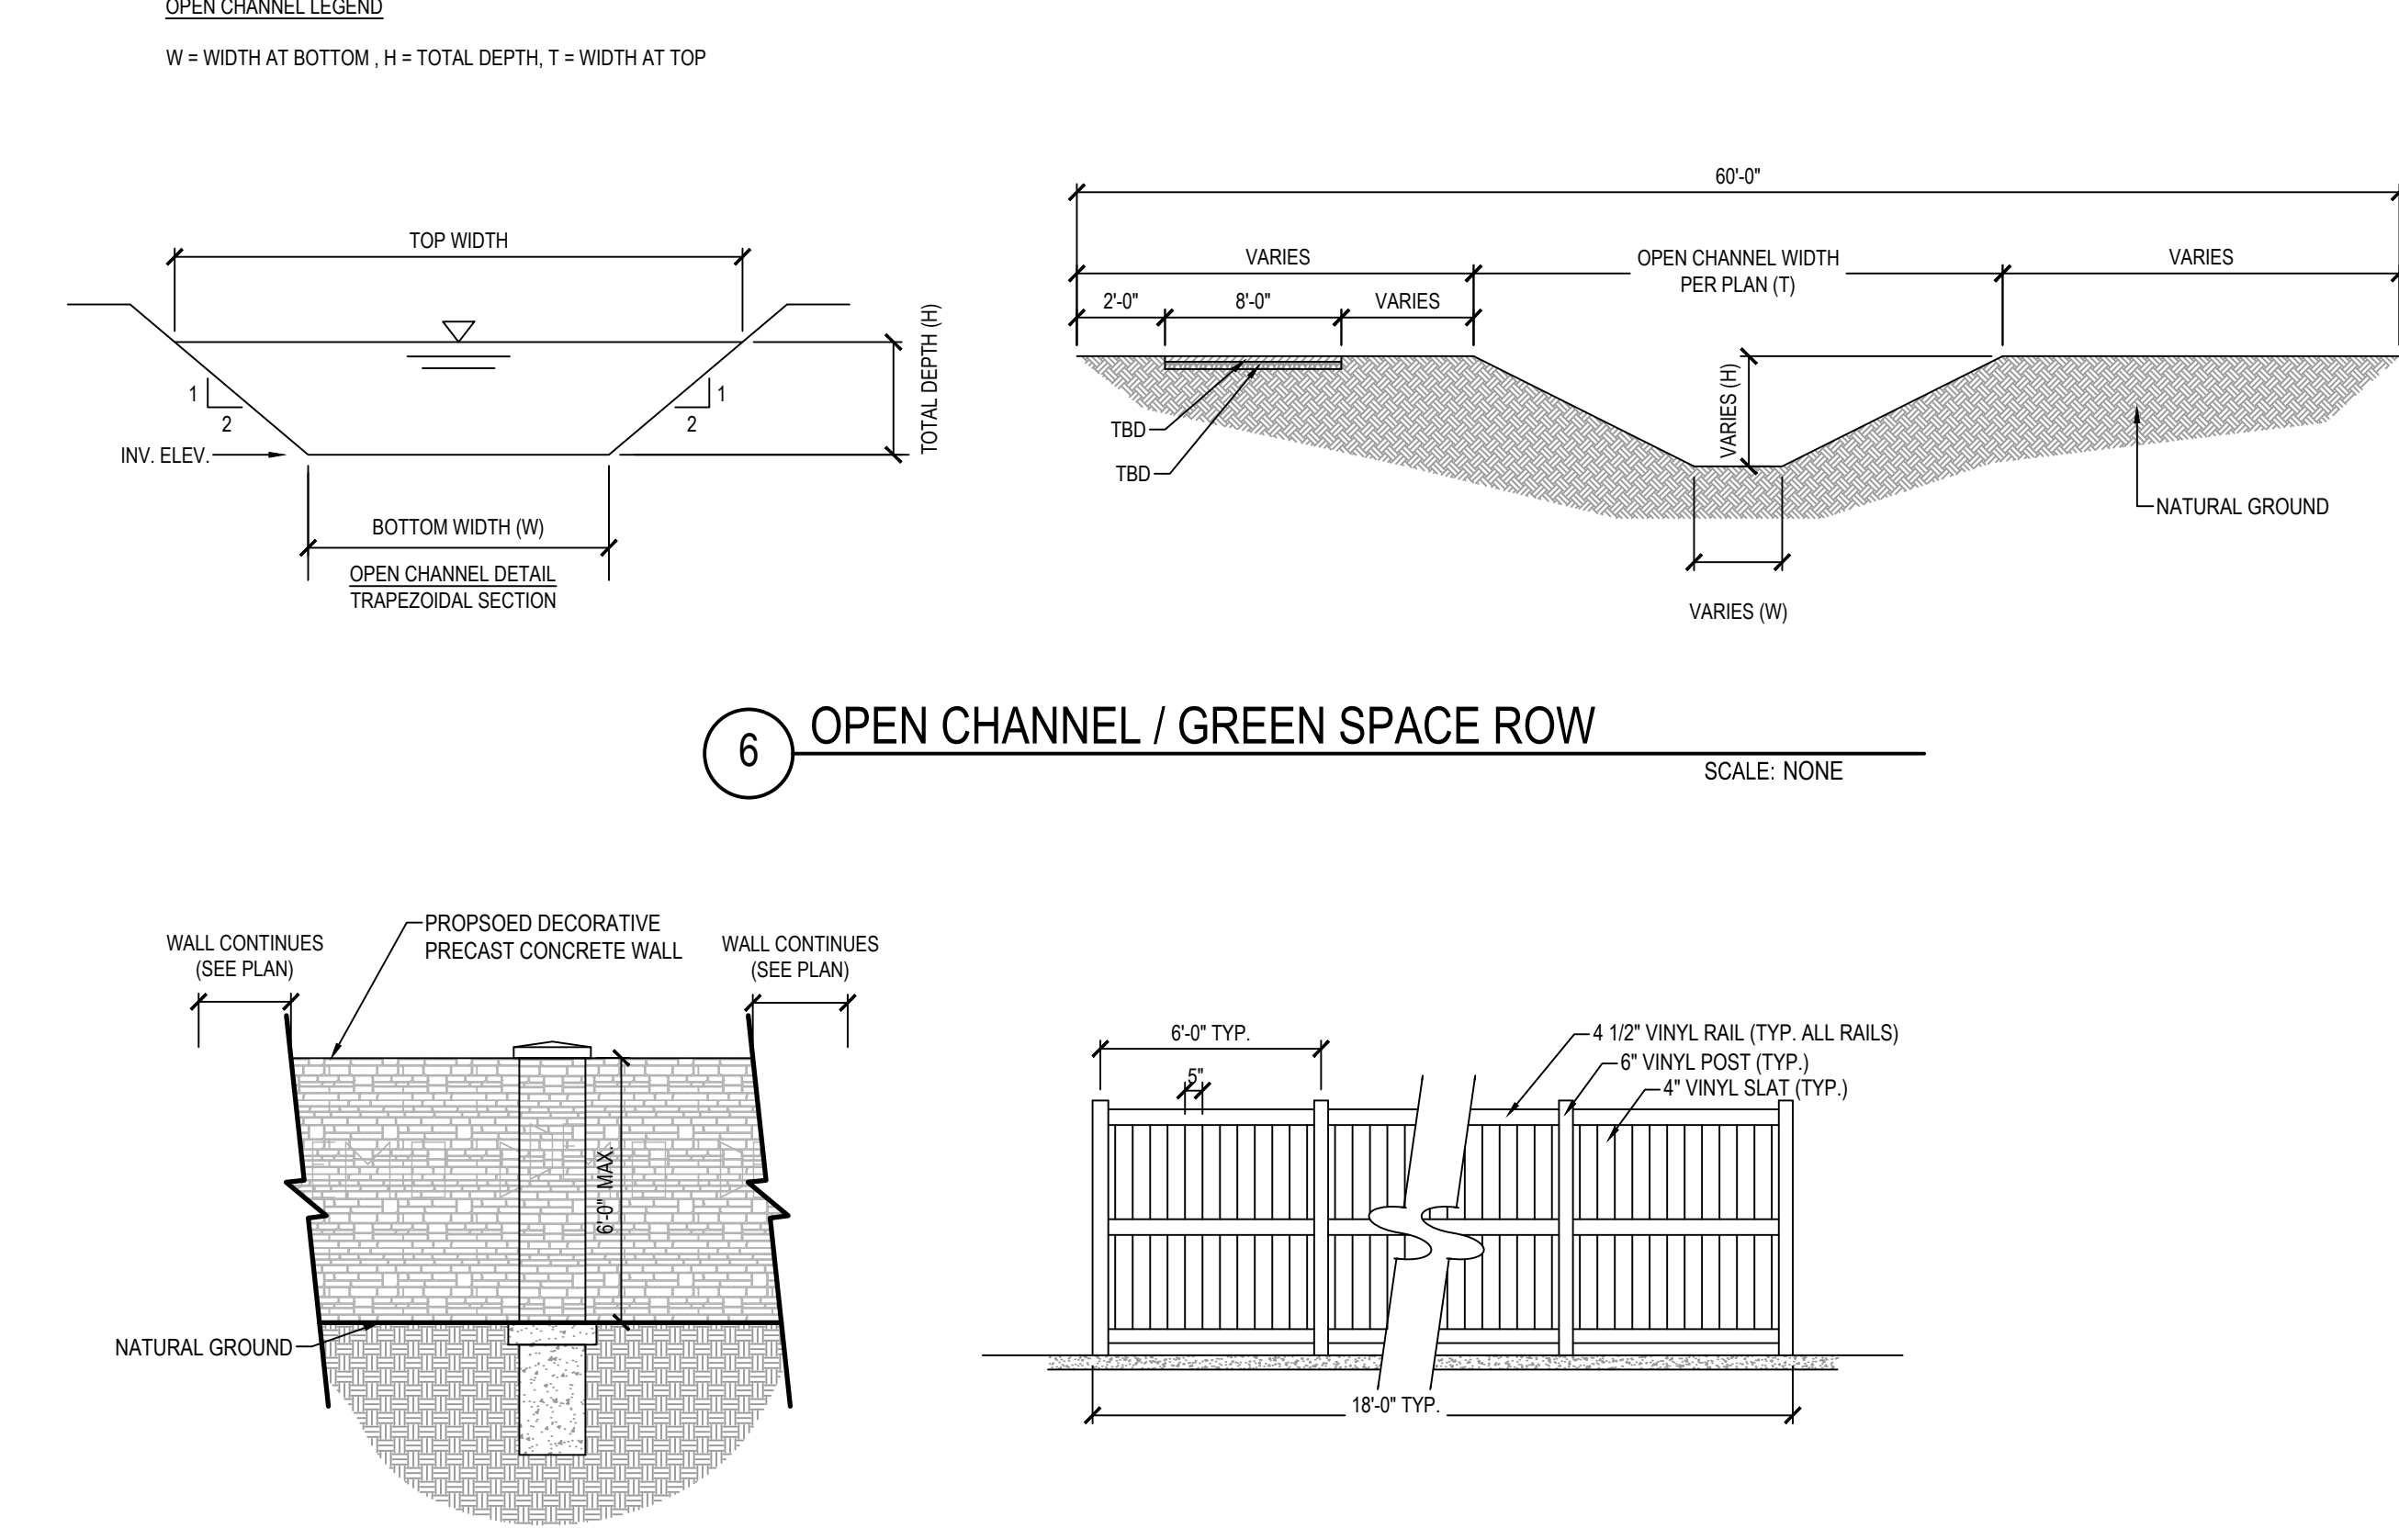 OPEN CHANNEL LEGEND
W = WIDTH AT BOTTOM , H = TOTAL DEPTH, T = WIDTH AT TOP
TOP WIDTH
1
2
1
2
TOTAL DEPTH (H)
INV. ELEV.
BOTTOM WIDTH (W)
OPEN CHANNEL DETAIL
TRAPEZOIDAL SECTION
60'-0"
VARIES
OPEN CHANNEL WIDTH
PER PLAN (T)
VARIES
2'-0"
8'-0"
VARIES
VARIES (H)
TBD
TBD
NATURAL GROUND
VARIES (W)
6
OPEN CHANNEL / GREEN SPACE ROW
SCALE: NONE
WALL CONTINUES
(SEE PLAN)
PROPSOED DECORATIVE
PRECAST CONCRETE WALL
WALL CONTINUES
(SEE PLAN)
6'-0" MAX.
NATURAL GROUND
6'-0" TYP.
5"
4 1/2" VINYL RAIL (TYP. ALL RAILS)
6" VINYL POST (TYP.)
4" VINYL SLAT (TYP.)
18'-0" TYP.